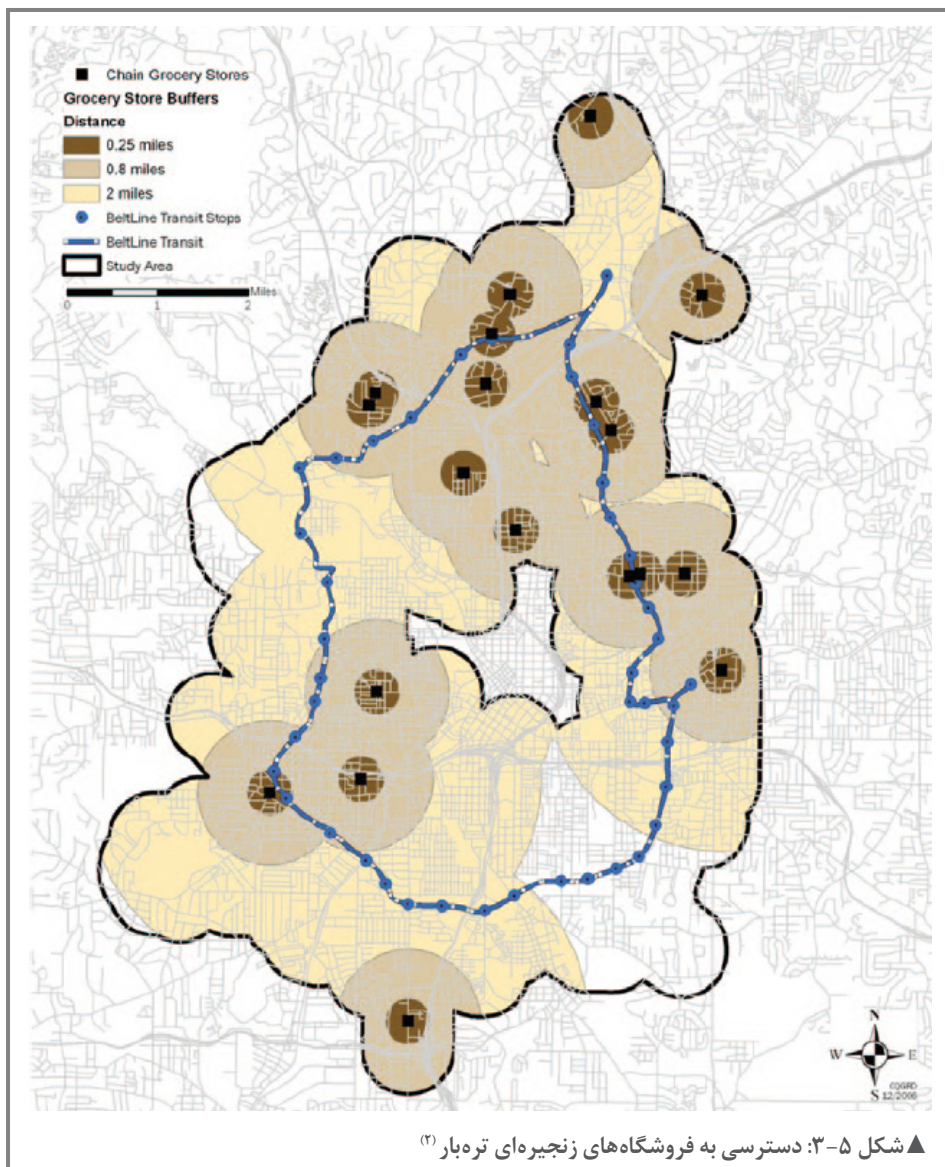 Chain Grocery Stores
Grocery Store Buffers
Distance
0.25 miles
0.8 miles
2 miles
BeltLine Transit Stops
BeltLine Transit
Study Area
Miles
0 1 2
N
W E
S
CQGRD
12/2006
▲شکل ۵-۳: دسترسی به فروشگاه‌های زنجیره‌ای تره‌بار (۲)